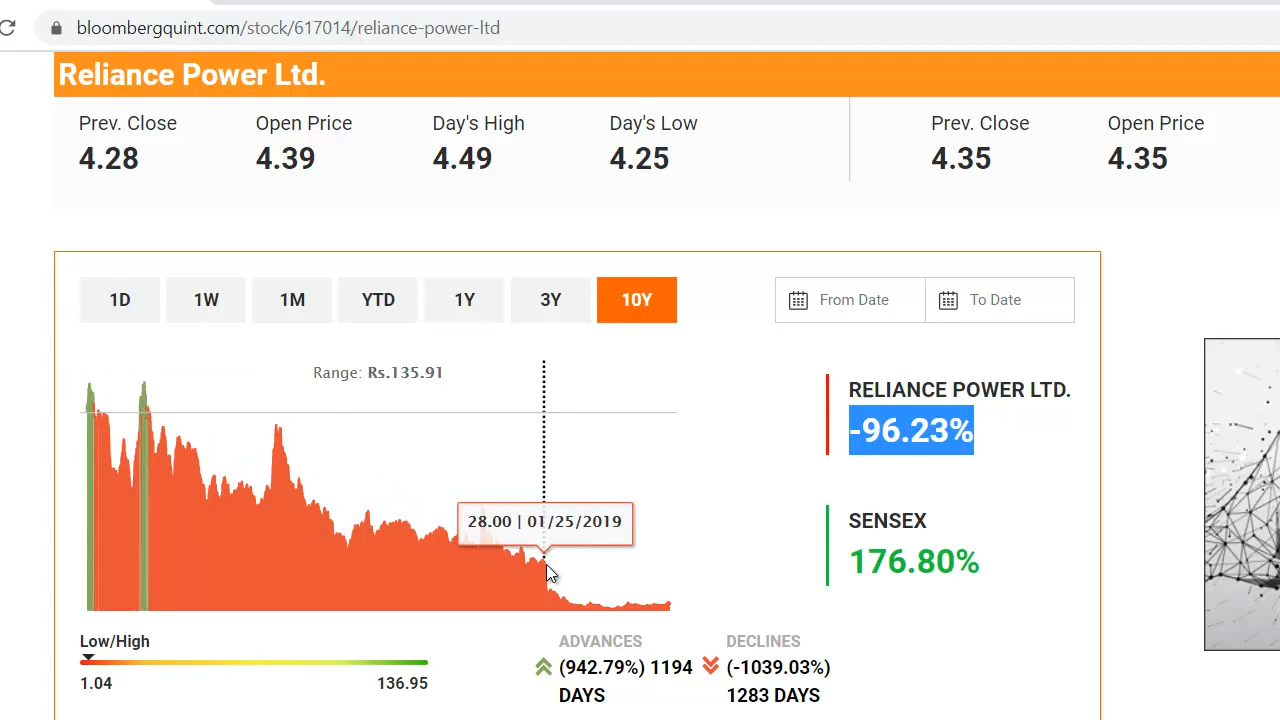 bloombergquint.com/stock/617014/reliance-power-ltd
Reliance Power Ltd.
Prev. Close Open Price Day's High Day's Low Prev. Close Open Price
4.28 4.39 4.49 4.25 4.35 4.35
1D 1W 1M YTD 1Y 3Y 10Y From Date To Date
Range: Rs.135.91
RELIANCE POWER LTD.
-96.23%
28.00 | 01/25/2019
SENSEX
176.80%
Low/High
1.04 136.95
ADVANCES DECLINES
(942.79%) 1194 (-1039.03%)
DAYS 1283 DAYS